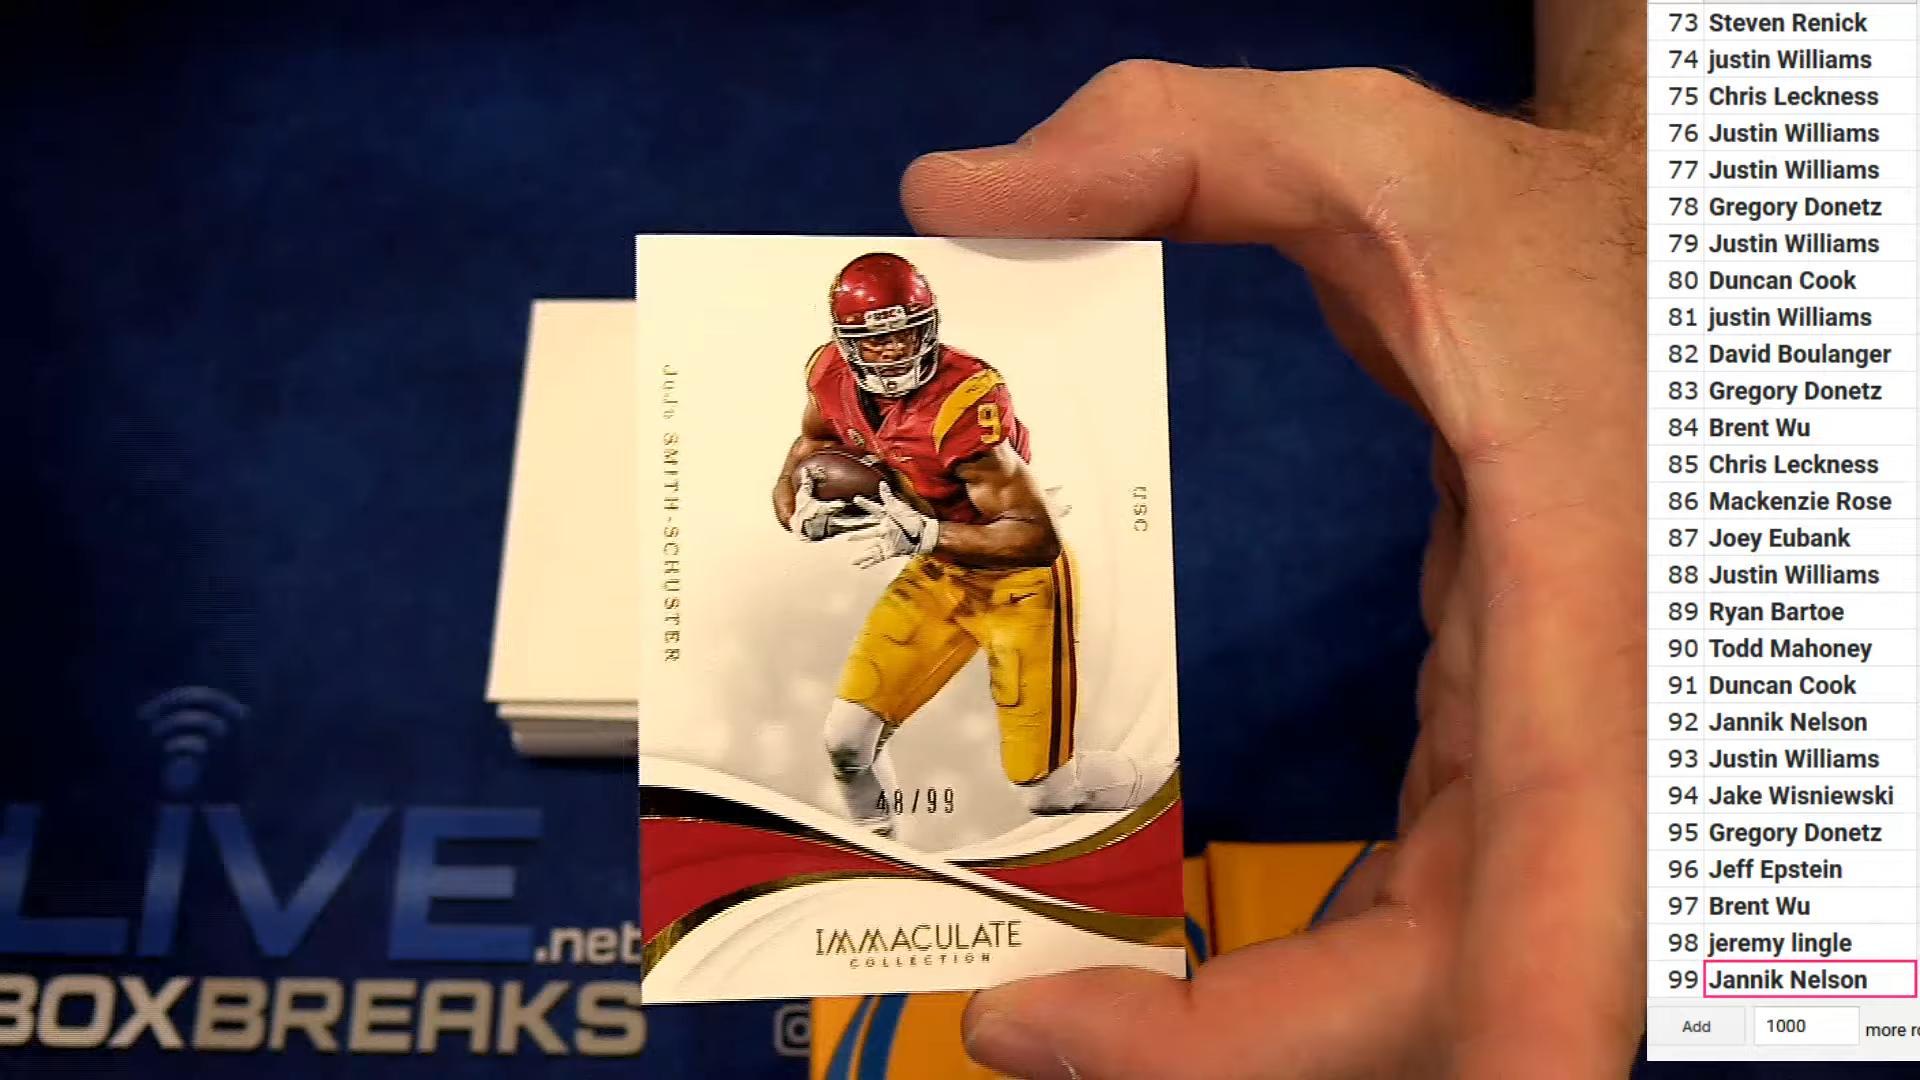 JuJu SMITH-SCHUSTER
USC
9
48/99
IMMACULATE
COLLECTION
LIVE.net
BOXBREAKS
73 Steven Renick
74 justin Williams
75 Chris Leckness
76 Justin Williams
77 Justin Williams
78 Gregory Donetz
79 Justin Williams
80 Duncan Cook
81 justin Williams
82 David Boulanger
83 Gregory Donetz
84 Brent Wu
85 Chris Leckness
86 Mackenzie Rose
87 Joey Eubank
88 Justin Williams
89 Ryan Bartoe
90 Todd Mahoney
91 Duncan Cook
92 Jannik Nelson
93 Justin Williams
94 Jake Wisniewski
95 Gregory Donetz
96 Jeff Epstein
97 Brent Wu
98 jeremy lingle
99 Jannik Nelson
Add 1000 more